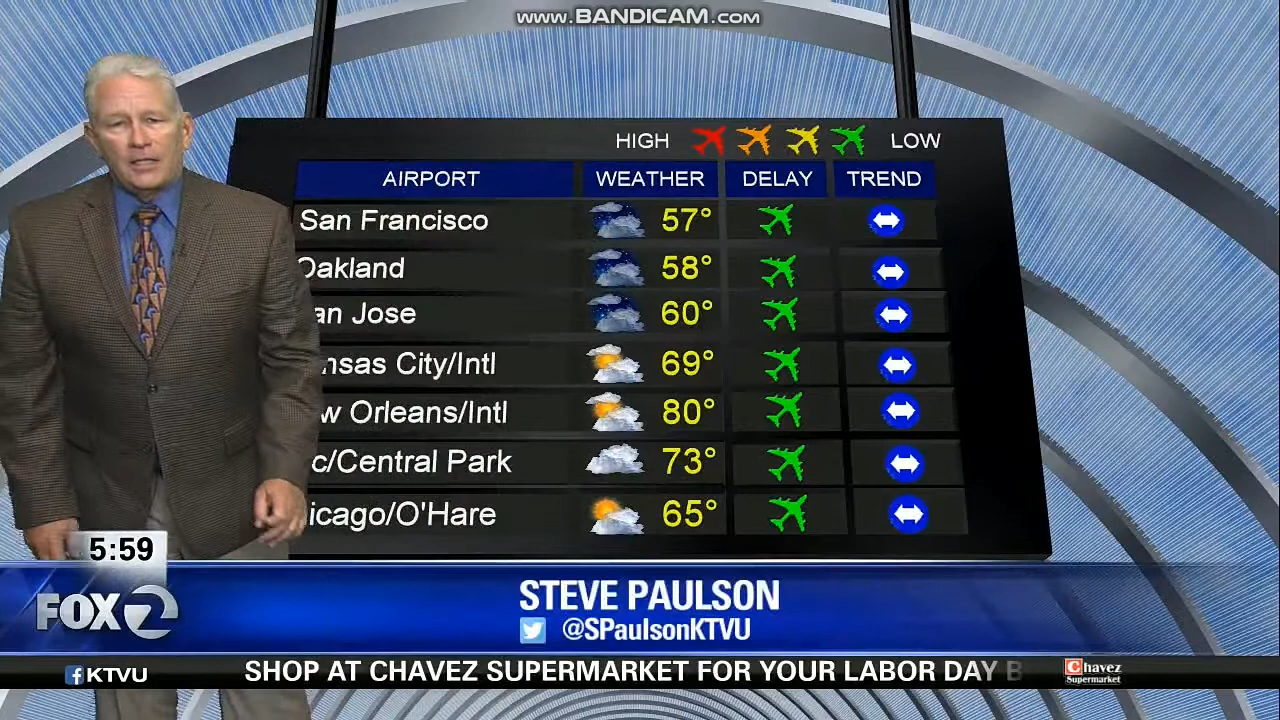 www.BANDICAM.com
HIGH LOW
AIRPORT WEATHER DELAY TREND
San Francisco 57°
Oakland 58°
an Jose 60°
nsas City/Intl 69°
w Orleans/Intl 80°
c/Central Park 73°
icago/O'Hare 65°
5:59
STEVE PAULSON
FOX 2
@SPaulsonKTVU
KTVU SHOP AT CHAVEZ SUPERMARKET FOR YOUR LABOR DAY B
Chavez
Supermarket